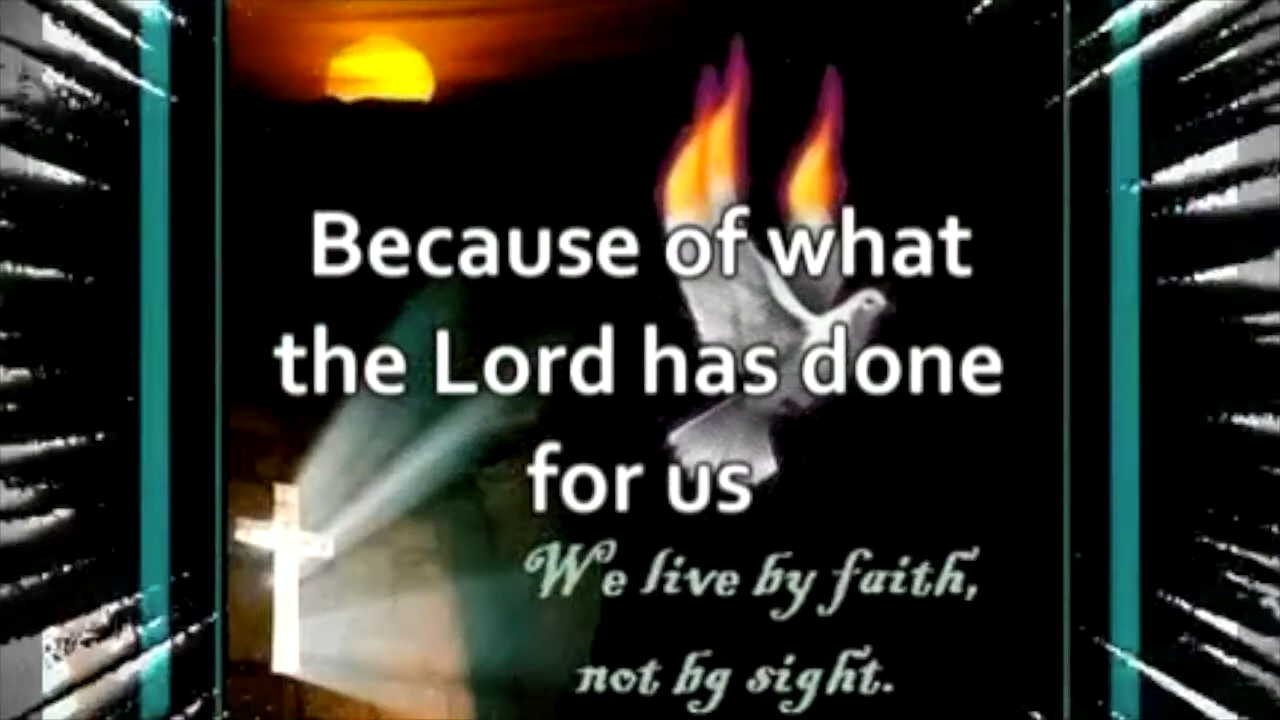 Because of what
the Lord has done
for us
We live by faith,
not by sight.